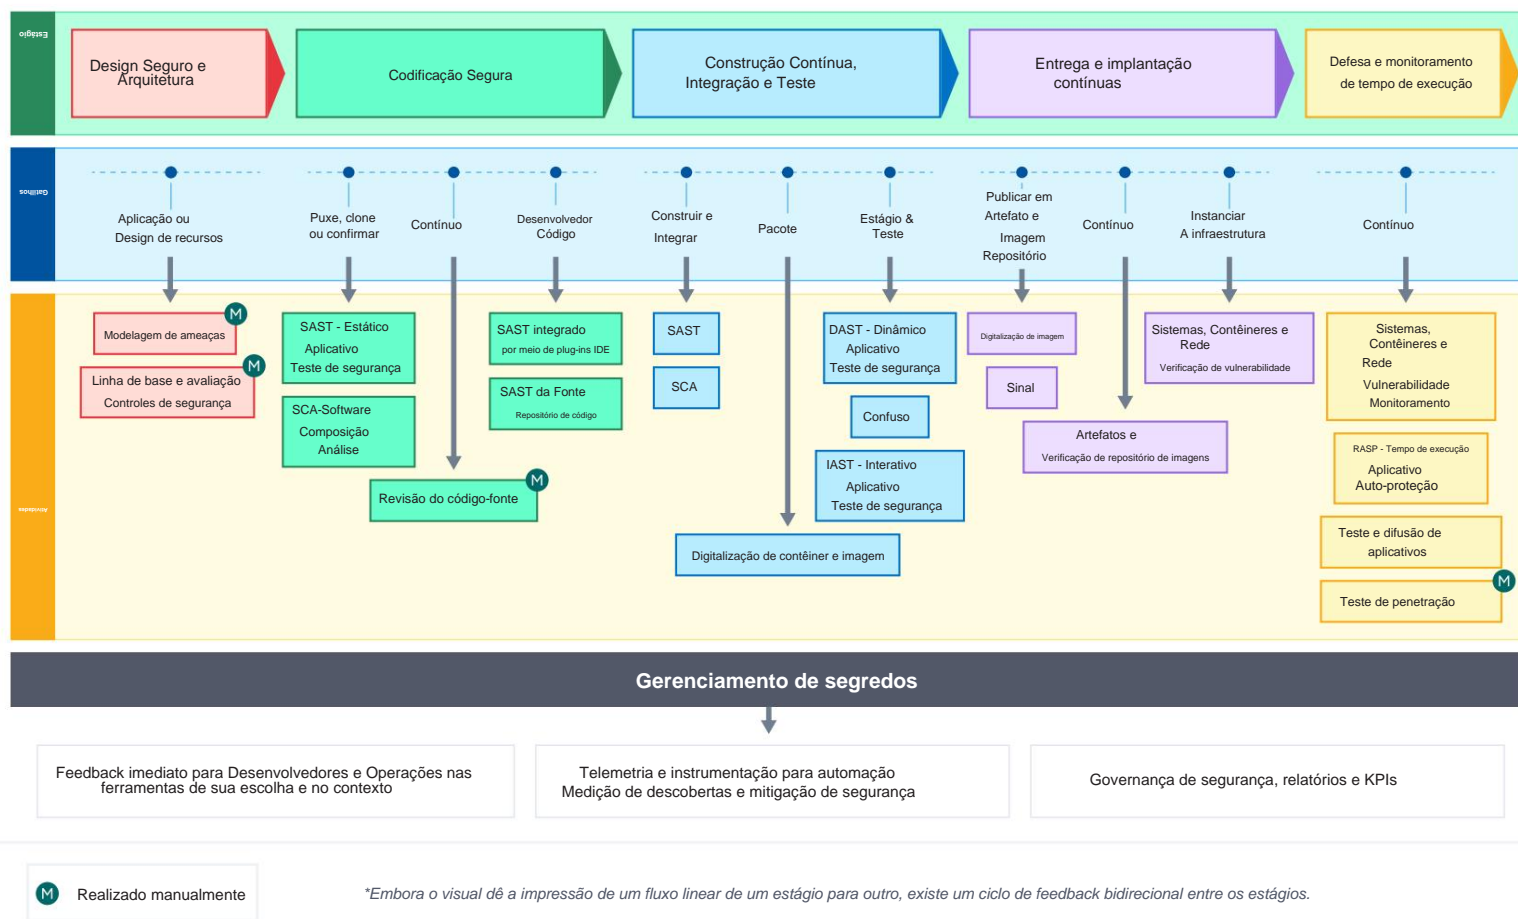 Estágio
Design Seguro e
Arquitetura
Codificação Segura
Construção Contínua,
Integração e Teste
Entrega e implantação
contínuas
Defesa e monitoramento
de tempo de execução
Gatilhos
Aplicação ou
Design de recursos
Puxe, clone
ou confirmar
Contínuo
Desenvolvedor
Código
Construir e
Integrar
Pacote
Estágio &
Teste
Publicar em
Artefato e
Imagem
Repositório
Contínuo
Instanciar
A infraestrutura
Contínuo
Atividades
Modelagem de ameaças
M
Linha de base e avaliação
Controles de segurança
M
SAST - Estático
Aplicativo
Teste de segurança
SCA-Software
Composição
Análise
Revisão do código-fonte
M
SAST integrado
por meio de plug-ins IDE
SAST da Fonte
Repositório de código
SAST
SCA
Digitalização de contêiner e imagem
DAST - Dinâmico
Aplicativo
Teste de segurança
Confuso
IAST - Interativo
Aplicativo
Teste de segurança
Digitalização de imagem
Sinal
Artefatos e
Verificação de repositório de imagens
Sistemas, Contêineres e
Rede
Verificação de vulnerabilidade
Sistemas,
Contêineres e
Rede
Vulnerabilidade
Monitoramento
RASP - Tempo de execução
Aplicativo
Auto-proteção
Teste e difusão de
aplicativos
Teste de penetração
M
Gerenciamento de segredos
Feedback imediato para Desenvolvedores e Operações nas
ferramentas de sua escolha e no contexto
Telemetria e instrumentação para automação
Medição de descobertas e mitigação de segurança
Governança de segurança, relatórios e KPIs
M Realizado manualmente
*Embora o visual dê a impressão de um fluxo linear de um estágio para outro, existe um ciclo de feedback bidirecional entre os estágios.